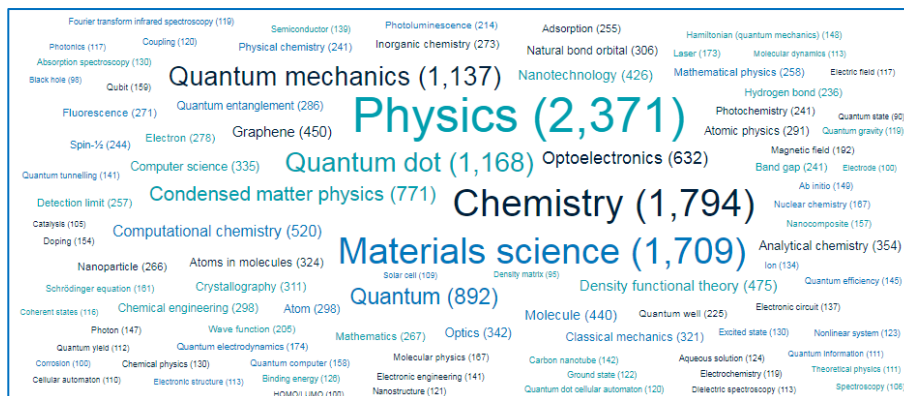 Fourier transform infrared spectroscopy (119)
Semiconductor (139)
Photoluminescence (214)
Adsorption (255)
Hamiltonian (quantum mechanics) (148)
Photonics (117)
Coupling (120)
Physical chemistry (241)
Inorganic chemistry (273)
Natural bond orbital (306)
Laser (173)
Molecular dynamics (113)
Absorption spectroscopy (130)
Quantum mechanics (1,137)
Nanotechnology (426)
Mathematical physics (258)
Electric field (117)
Black hole (98)
Qubit (159)
Hydrogen bond (236)
Fluorescence (271)
Quantum entanglement (286)
Physics (2,371)
Photochemistry (241)
Quantum state (90)
Spin-½ (244)
Electron (278)
Graphene (450)
Atomic physics (291)
Quantum gravity (119)
Magnetic field (192)
Quantum tunnelling (141)
Computer science (335)
Quantum dot (1,168)
Optoelectronics (632)
Band gap (241)
Electrode (100)
Detection limit (257)
Condensed matter physics (771)
Chemistry (1,794)
Ab initio (149)
Nuclear chemistry (167)
Catalysis (105)
Nanocomposite (157)
Doping (154)
Computational chemistry (520)
Materials science (1,709)
Analytical chemistry (354)
Nanoparticle (266)
Atoms in molecules (324)
Solar cell (109)
Density matrix (95)
Ion (134)
Schrödinger equation (161)
Crystallography (311)
Quantum (892)
Density functional theory (475)
Quantum efficiency (145)
Coherent states (116)
Chemical engineering (298)
Atom (298)
Molecule (440)
Quantum well (225)
Electronic circuit (137)
Photon (147)
Wave function (205)
Mathematics (267)
Optics (342)
Classical mechanics (321)
Excited state (130)
Nonlinear system (123)
Quantum yield (112)
Quantum electrodynamics (174)
Molecular physics (167)
Carbon nanotube (142)
Aqueous solution (124)
Quantum information (111)
Corrosion (100)
Chemical physics (130)
Quantum computer (158)
Electronic engineering (141)
Ground state (122)
Electrochemistry (119)
Theoretical physics (111)
Cellular automaton (110)
Electronic structure (113)
Binding energy (126)
Nanostructure (121)
Quantum dot cellular automaton (120)
Dielectric spectroscopy (113)
Spectroscopy (106)
HOMO/LUMO (100)